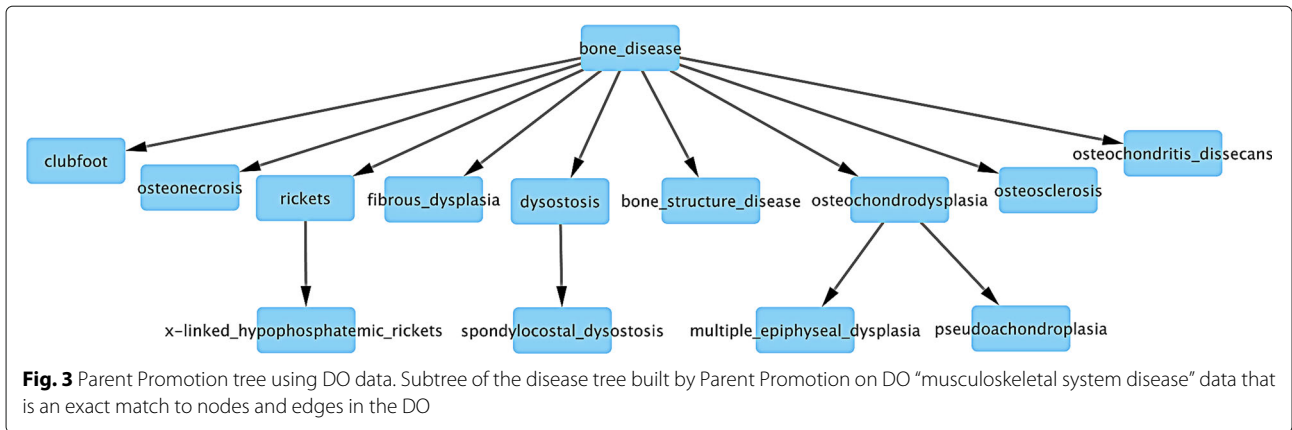 bone_disease
clubfoot
osteonecrosis
rickets
fibrous_dysplasia
dysostosis
bone_structure_disease
osteochondrodysplasia
osteosclerosis
osteochondritis_dissecans
x-linked_hypophosphatemic_rickets
spondylocostal_dysostosis
multiple_epiphyseal_dysplasia
pseudoachondroplasia
Fig. 3 Parent Promotion tree using DO data. Subtree of the disease tree built by Parent Promotion on DO “musculoskeletal system disease” data that
is an exact match to nodes and edges in the DO